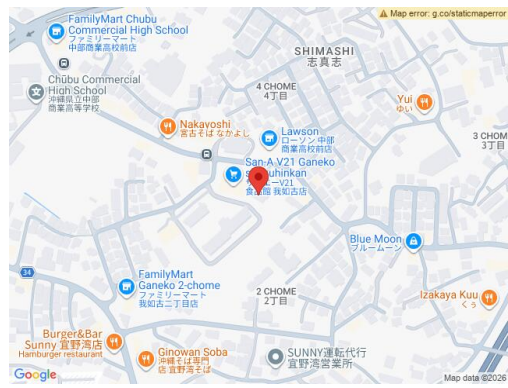 Map error: g.co/staticmaperror
FamilyMart Chubu
Commercial High School
ファミリーマート
中部商業高校前店
SHIMASHI
志真志
Chūbu Commercial
High School
沖縄県立中部
商業高等学校
4 CHOME
4丁目
Yui
ゆい
Nakayoshi
宮古そば なかよし
Lawson
ローソン 中部
商業高校前店
3 CHOM
3丁目
San-A V21 Ganeko
食品館 我如古店
Blue Moon
ブルームーン
34
FamilyMart
Ganeko 2-chome
ファミリーマート
我如古二丁目店
2 CHOME
2丁目
Izakaya Kuu
くぅ
Burger&Bar
Sunny 宜野湾店
Hamburger restaurant
Ginowan Soba
沖縄そば専門
店 宜野湾そば
SUNNY運転代行
宜野湾営業所
Google
Map data ©2026